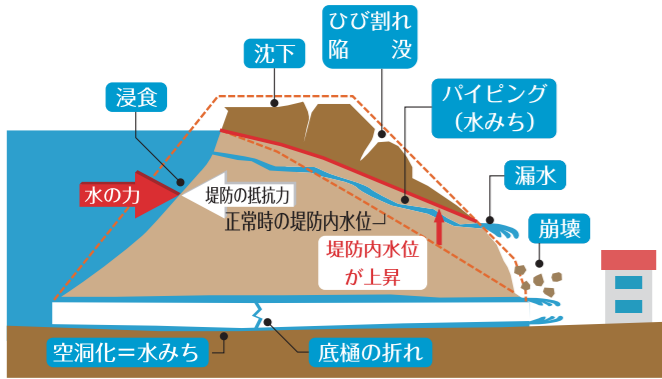 ひび割れ
陥没
沈下
浸食
パイピング
（水みち）
漏水
水の力
堤防の抵抗力
正常時の堤防内水位
崩壊
堤防内水位
が上昇
空洞化＝水みち
底樋の折れ